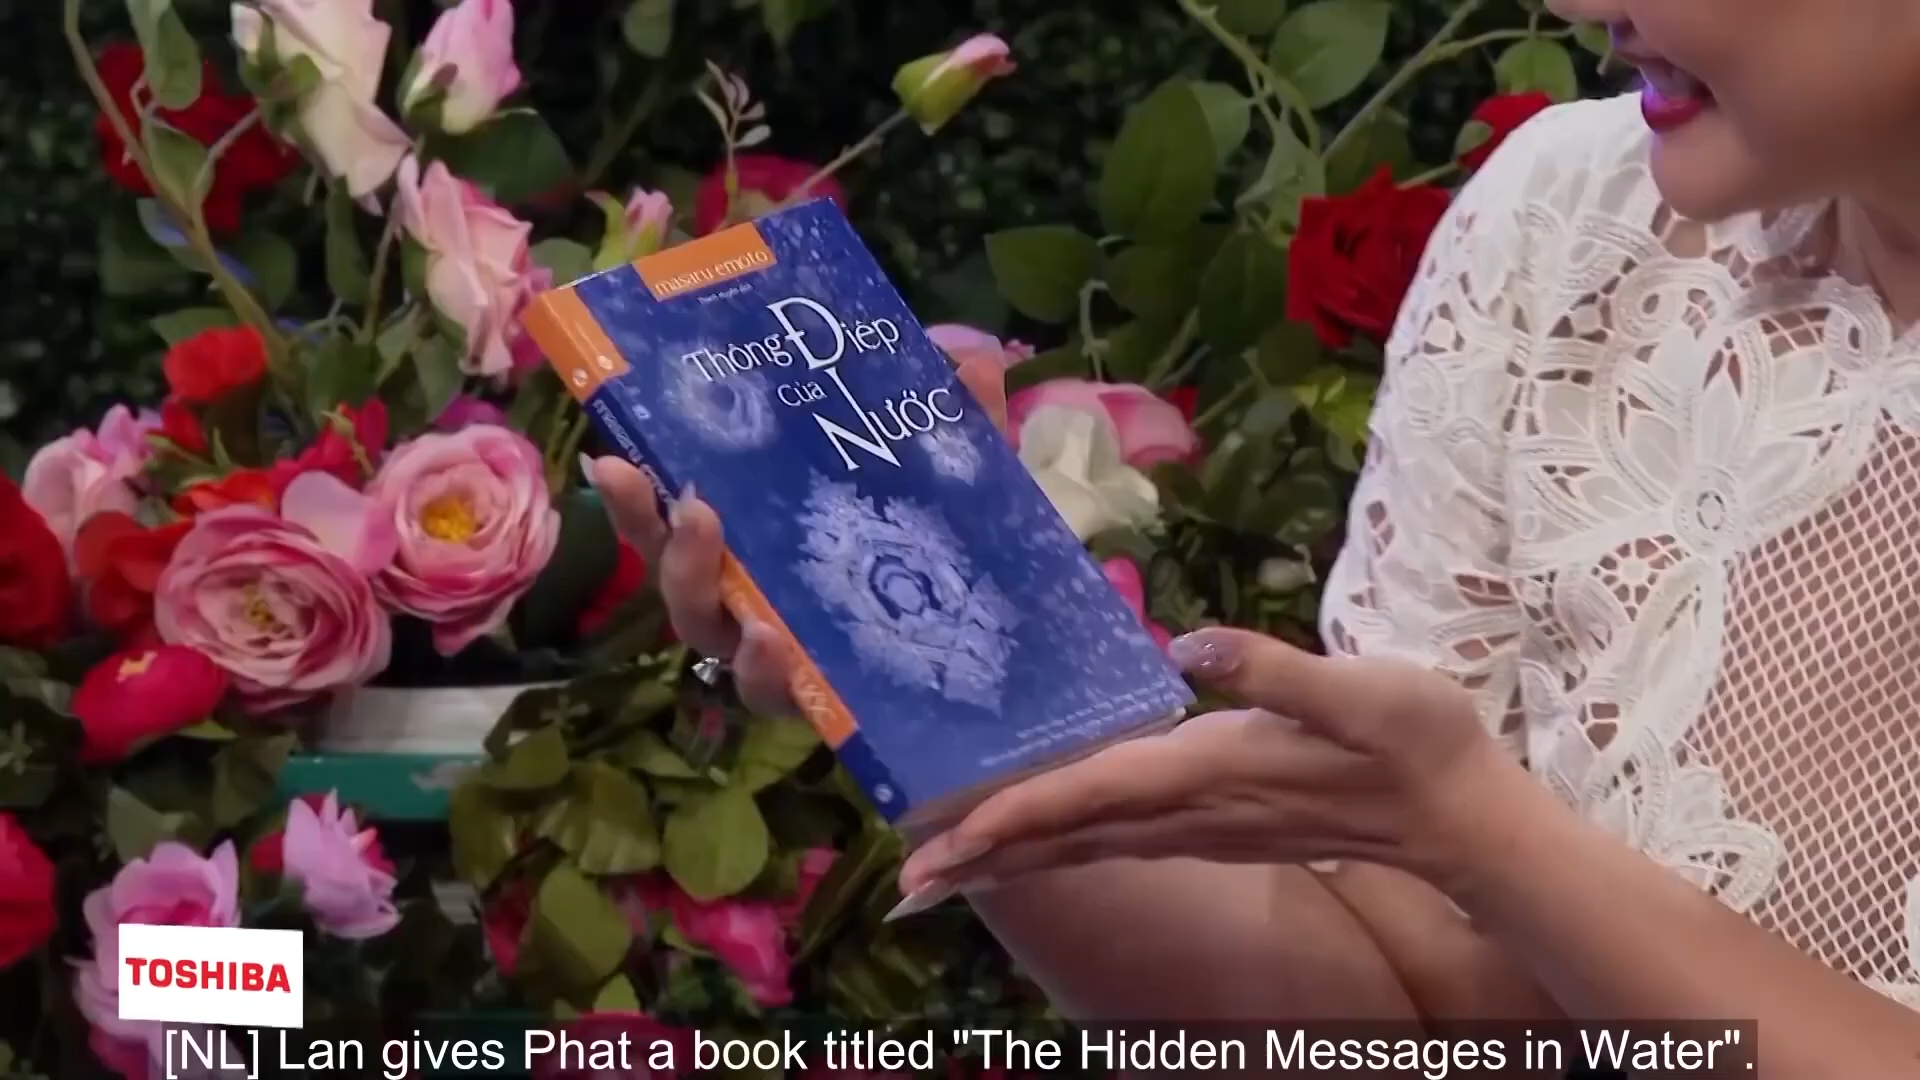 masaru emoto
Thông Điệp
Của
Nước
TOSHIBA
[NL] Lan gives Phat a book titled "The Hidden Messages in Water".